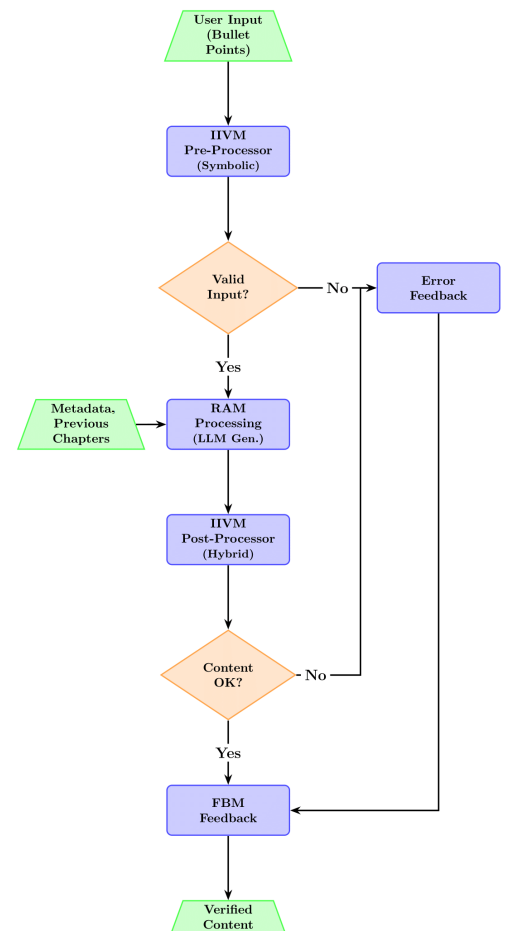 User Input
(Bullet
Points)
IIVM
Pre-Processor
(Symbolic)
Valid
Input?
No
Error
Feedback
Yes
Metadata,
Previous
Chapters
RAM
Processing
(LLM Gen.)
IIVM
Post-Processor
(Hybrid)
Content
OK?
No
Yes
FBM
Feedback
Verified
Content